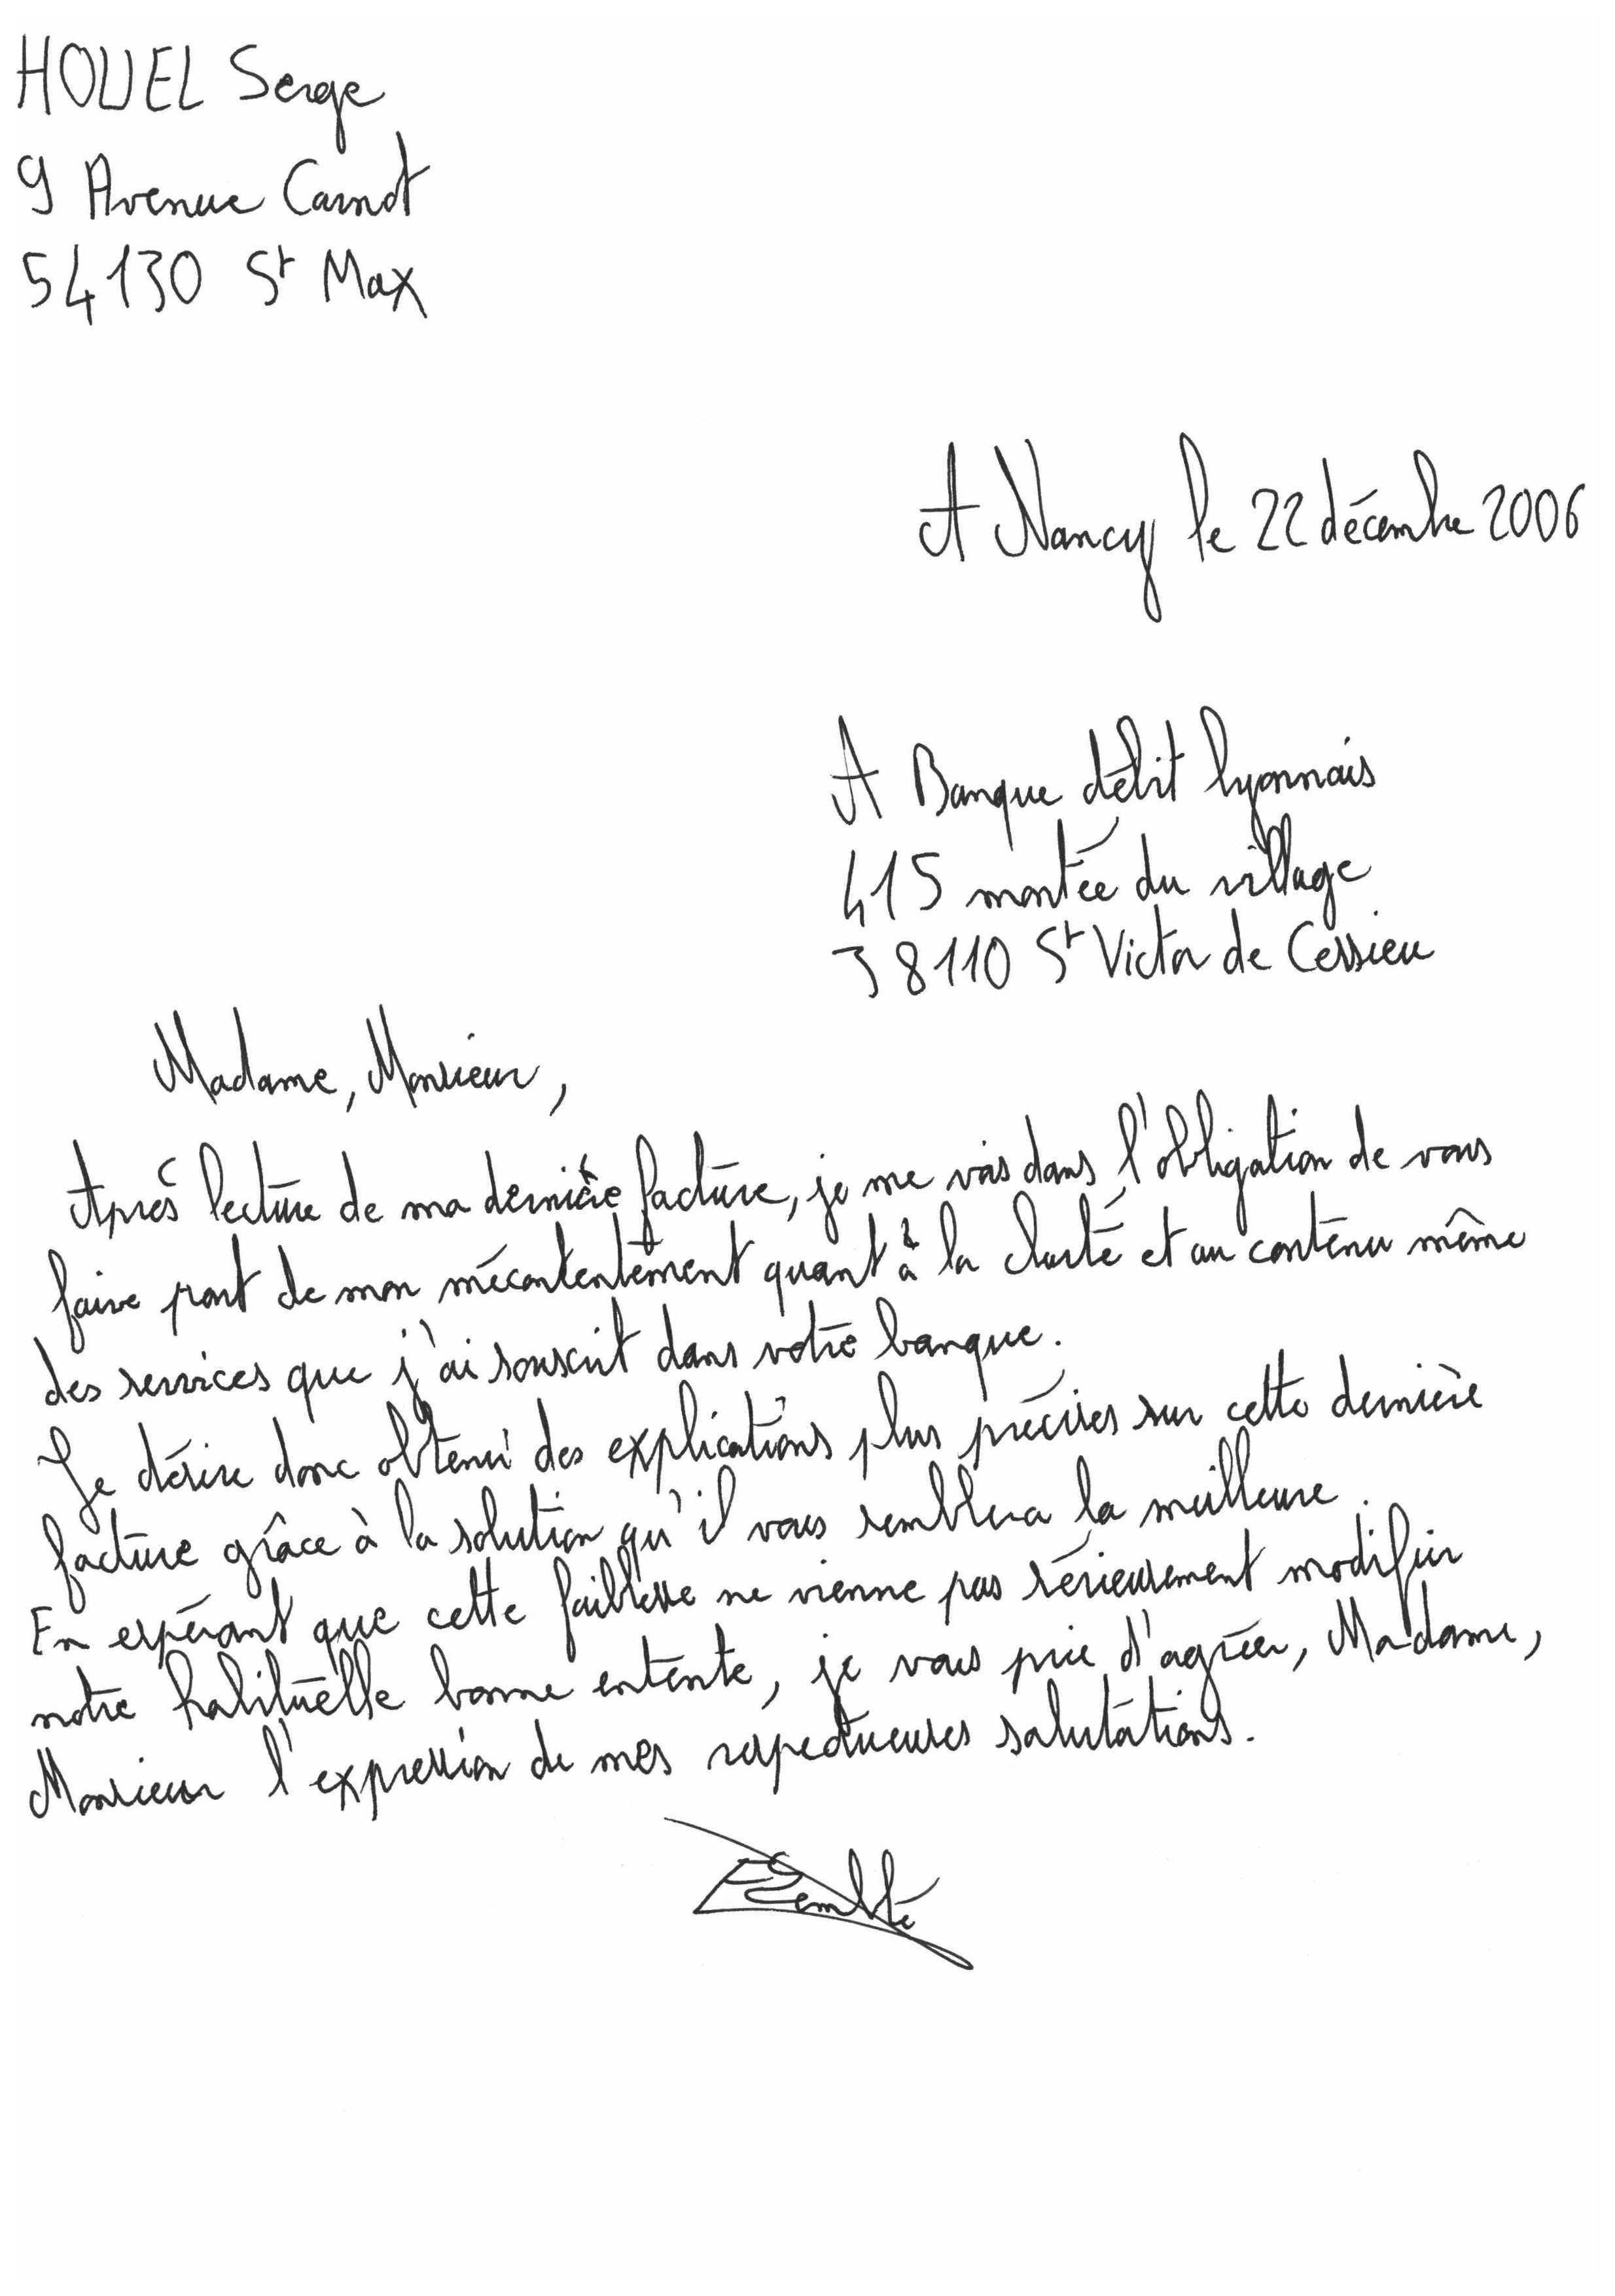 HOUEL Serge
9 Avenue Carnot
54130 St Max
A Nancy le 22 décembre 2006
A Banque débit lyonnais
415 montée du village
38110 St Victor de Cessieu
Madame, Monsieur,
Après lecture de ma dernière facture, je me vois dans l'obligation de vous
faire part de mon mécontentement quant à la clarté et au contenu même
des services que j'ai souscrit dans votre banque.
Je désire donc obtenir des explications plus précises sur cette dernière
facture grâce à la solution qu'il vous semblera la meilleure.
En espérant que cette faiblesse ne vienne pas sérieusement modifier
notre habituelle bonne entente, je vous prie d'agréer, Madame,
Monsieur l'expression de mes respectueuses salutations.